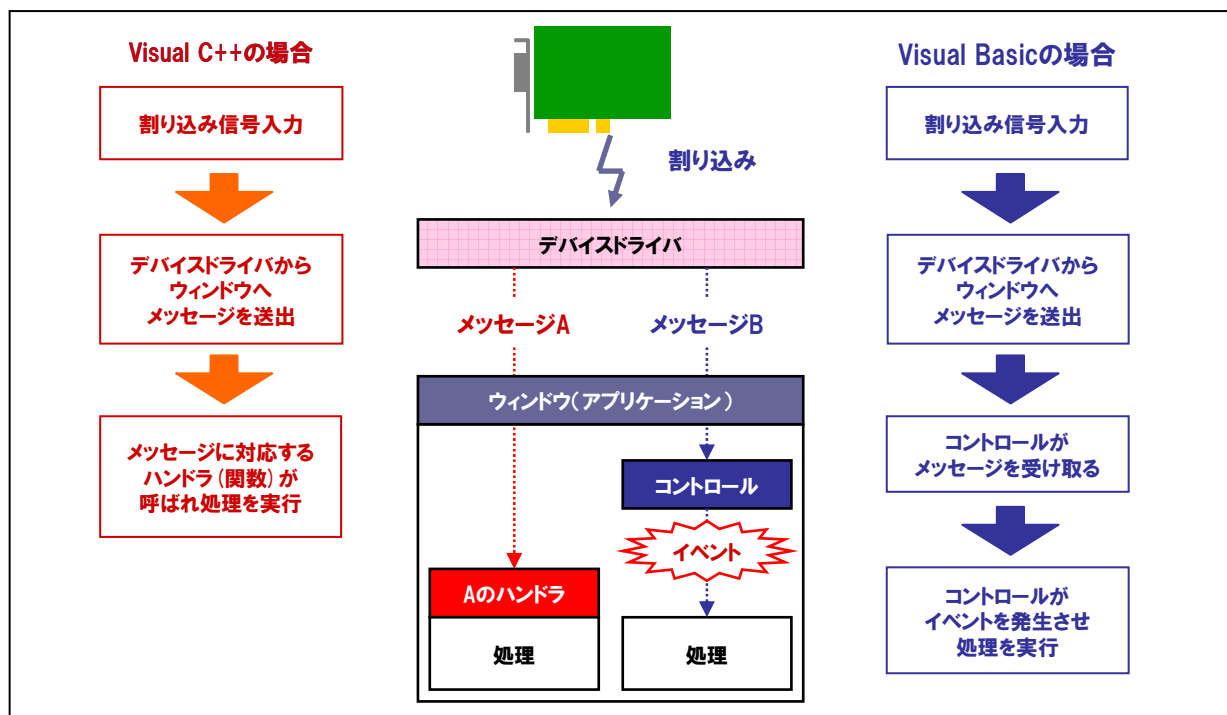 Visual C++の場合
割り込み信号入力
デバイスドライバから
ウィンドウへ
メッセージを送出
メッセージに対応する
ハンドラ(関数)が
呼ばれ処理を実行
割り込み
デバイスドライバ
メッセージA
メッセージB
ウィンドウ(アプリケーション)
コントロール
イベント
Aのハンドラ
処理
処理
Visual Basicの場合
割り込み信号入力
デバイスドライバから
ウィンドウへ
メッセージを送出
コントロールが
メッセージを受け取る
コントロールが
イベントを発生させ
処理を実行